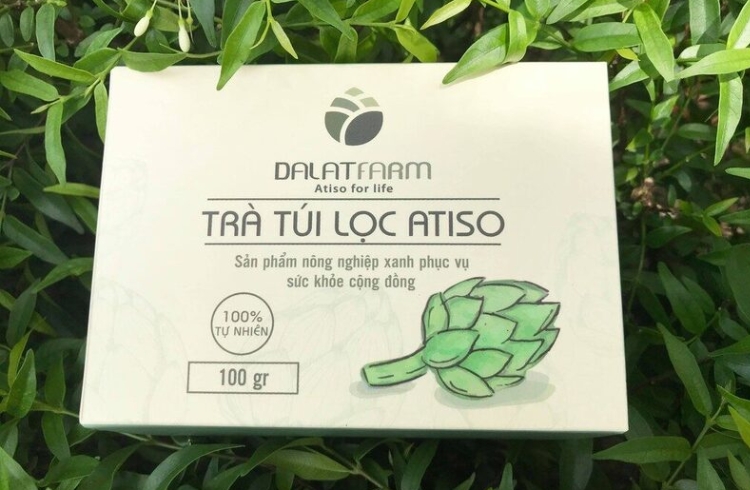 DALATFARM
Atiso for life
TRÀ TÚI LỌC ATISO
Sản phẩm nông nghiệp xanh phục vụ
sức khỏe cộng đồng
100%
TỰ NHIÊN
100 gr